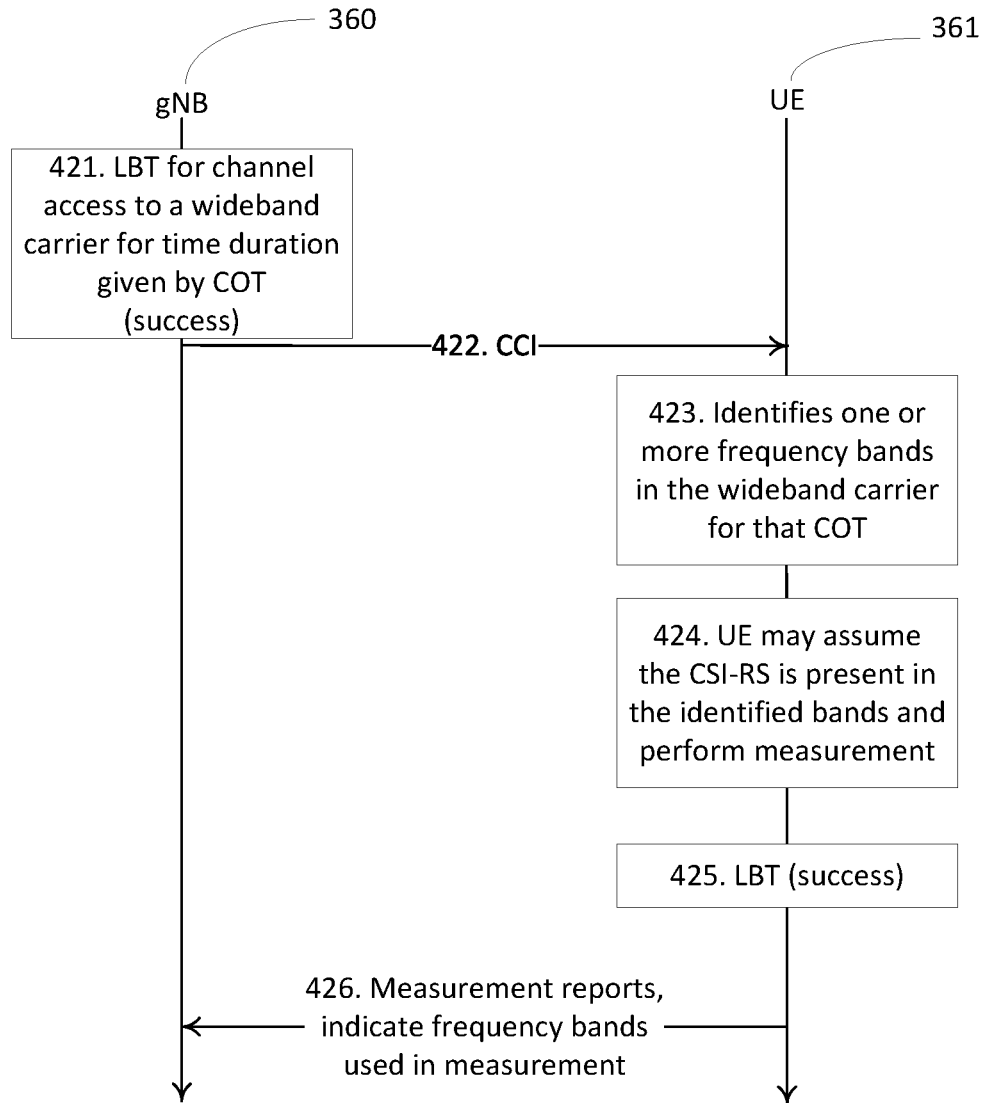 360
361
gNB
UE
421. LBT for channel
access to a wideband
carrier for time duration
given by COT
(success)
422. CCI
423. Identifies one or
more frequency bands
in the wideband carrier
for that COT
424. UE may assume
the CSI-RS is present in
the identified bands and
perform measurement
425. LBT (success)
426. Measurement reports,
indicate frequency bands
used in measurement